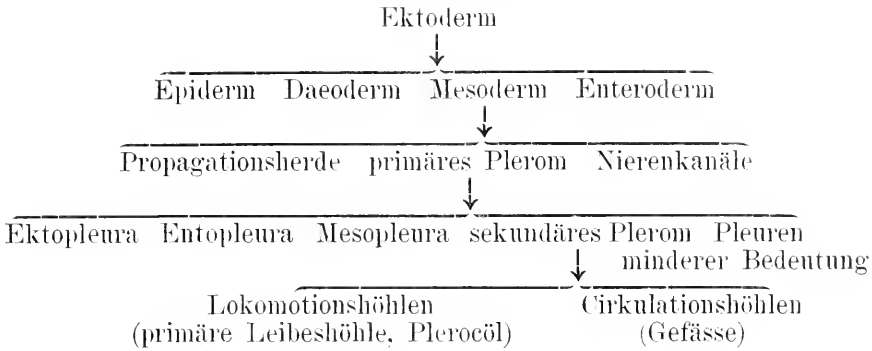 Ektoderm
Epiderm Daeoderm Mesoderm Enteroderm
Propagationsherde primäres Plerom Nierenkanäle
Ektopleura Entopleura Mesopleura sekundäres Plerom Pleuren
minderer Bedeutung
Lokomotionshöhlen Cirkulationshöhlen
(primäre Leibeshöhle, Plerocöl) (Gefässe)